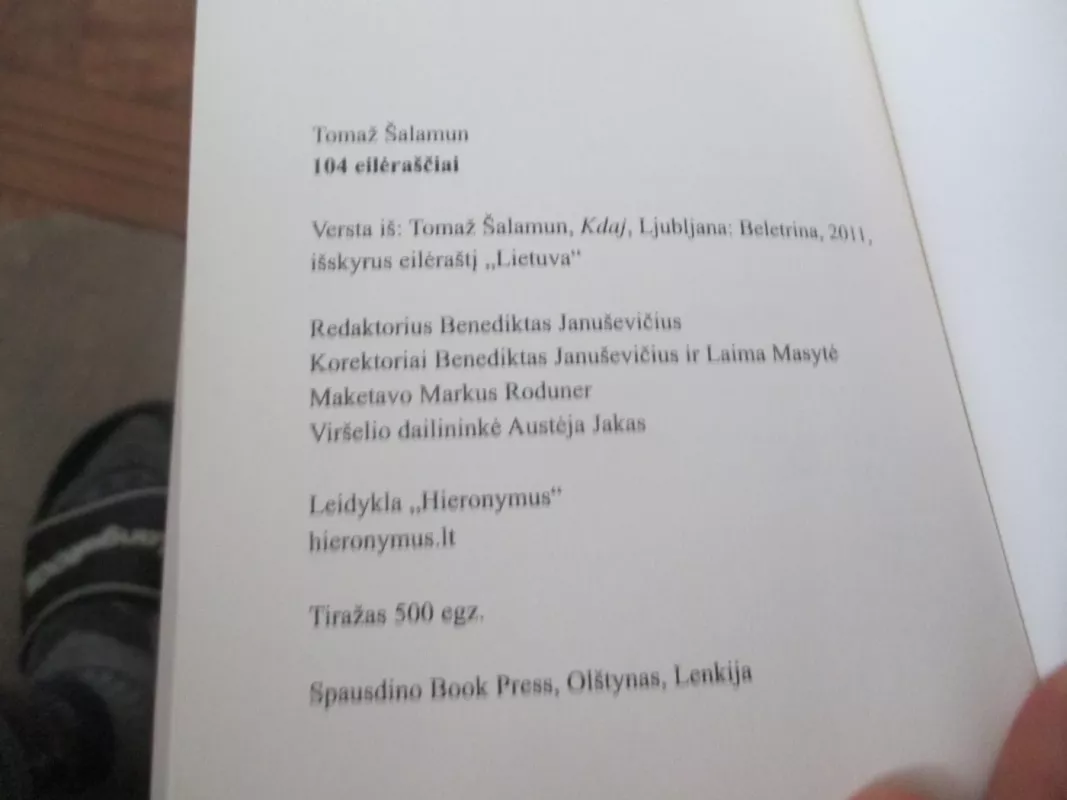 Tomaž Šalamun
104 eilėraščiai
Versta iš: Tomaž Šalamun, Kdaj, Ljubljana: Beletrina, 2011,
išskyrus eilėraštį „Lietuva“
Redaktorius Benediktas Januševičius
Korektoriai Benediktas Januševičius ir Laima Masytė
Maketavo Markus Roduner
Viršelio dailininkė Austėja Jakas
Leidykla „Hieronymus“
hieronymus.lt
Tiražas 500 egz.
Spausdino Book Press, Olštynas, Lenkija